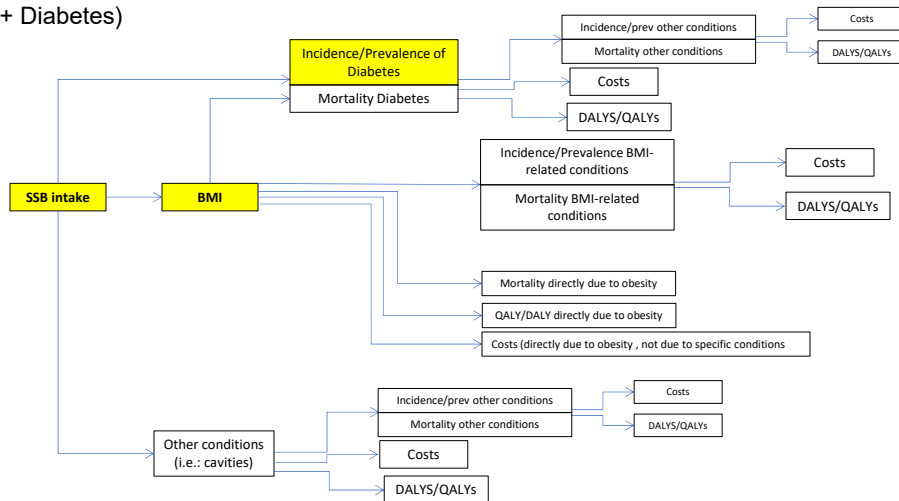 + Diabetes)
Incidence/prev other conditions
Mortality other conditions
Costs
DALYS/QALYs
Incidence/Prevalence of
Diabetes
Mortality Diabetes
Costs
DALYS/QALYs
Incidence/Prevalence BMI-
related conditions
Mortality BMI-related
conditions
Costs
DALYS/QALYs
SSB intake
BMI
Mortality directly due to obesity
QALY/DALY directly due to obesity
Costs (directly due to obesity , not due to specific conditions
Other conditions
(i.e.: cavities)
Incidence/prev other conditions
Mortality other conditions
Costs
DALYS/QALYs
Costs
DALYS/QALYs